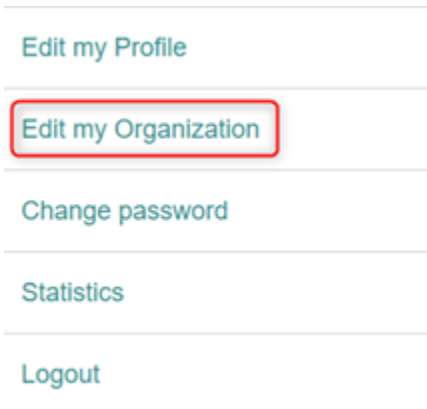 Edit my Profile
Edit my Organization
Change password
Statistics
Logout